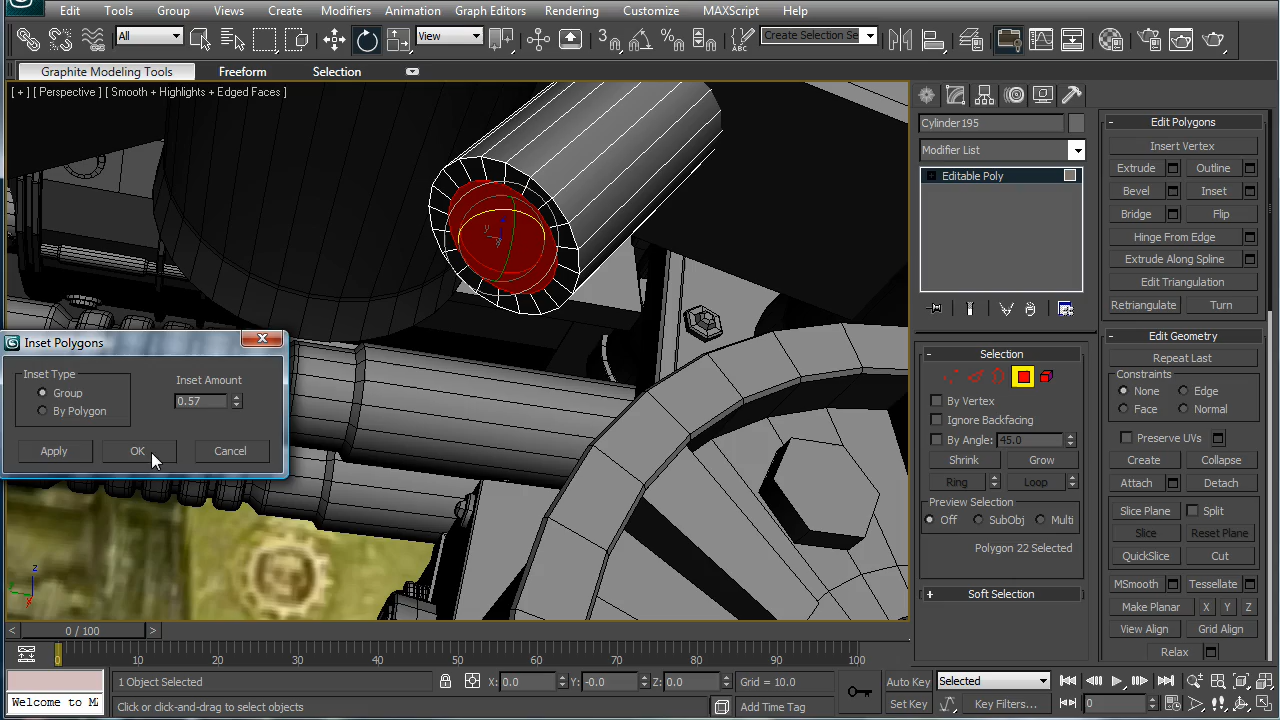 Edit Tools Group Views Create Modifiers Animation Graph Editors Rendering Customize MAXScript Help
All View 3 Create Selection Se
Graphite Modeling Tools Freeform Selection
[ + ] [ Perspective ] [ Smooth + Highlights + Edged Faces ]
Cylinder195
Modifier List
Editable Poly
Edit Polygons
Insert Vertex
Extrude Outline
Bevel Inset
Bridge Flip
Hinge From Edge
Extrude Along Spline
Edit Triangulation
Retriangulate Turn
Edit Geometry
Repeat Last
Constraints
None Edge
Face Normal
Preserve UVs
Create Collapse
Attach Detach
Slice Plane Split
Slice Reset Plane
QuickSlice Cut
MSmooth Tessellate
Make Planar X Y Z
View Align Grid Align
Relax
Selection
By Vertex
Ignore Backfacing
By Angle: 45.0
Shrink Grow
Ring Loop
Preview Selection
Off SubObj Multi
Polygon 22 Selected
Soft Selection
Inset Polygons
Inset Type
Group
By Polygon
Inset Amount
0.57
Apply OK Cancel
y
z
x
0 / 100
0 10 20 30 40 50 60 70 80 90 100
1 Object Selected X: 0.0 Y: -0.0 Z: 0.0 Grid = 10.0
Auto Key Selected
Welcome to M
Click or click-and-drag to select objects
Add Time Tag
Set Key Key Filters... 0